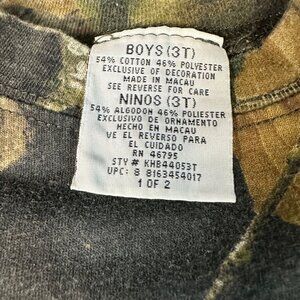 BOYS (3T)
54% COTTON 46% POLYESTER
EXCLUSIVE OF DECORATION
MADE IN MACAU
SEE REVERSE FOR CARE
NINOS (3T)
54% ALGODON 46% POLIESTER
EXCLUSIVO DE ORNAMENTO
HECHO EN MACAU
VE EL REVERSO PARA
EL CUIDADO
RN 46795
STY # KHB44053T
UPC: 8 8163454017
1 OF 2